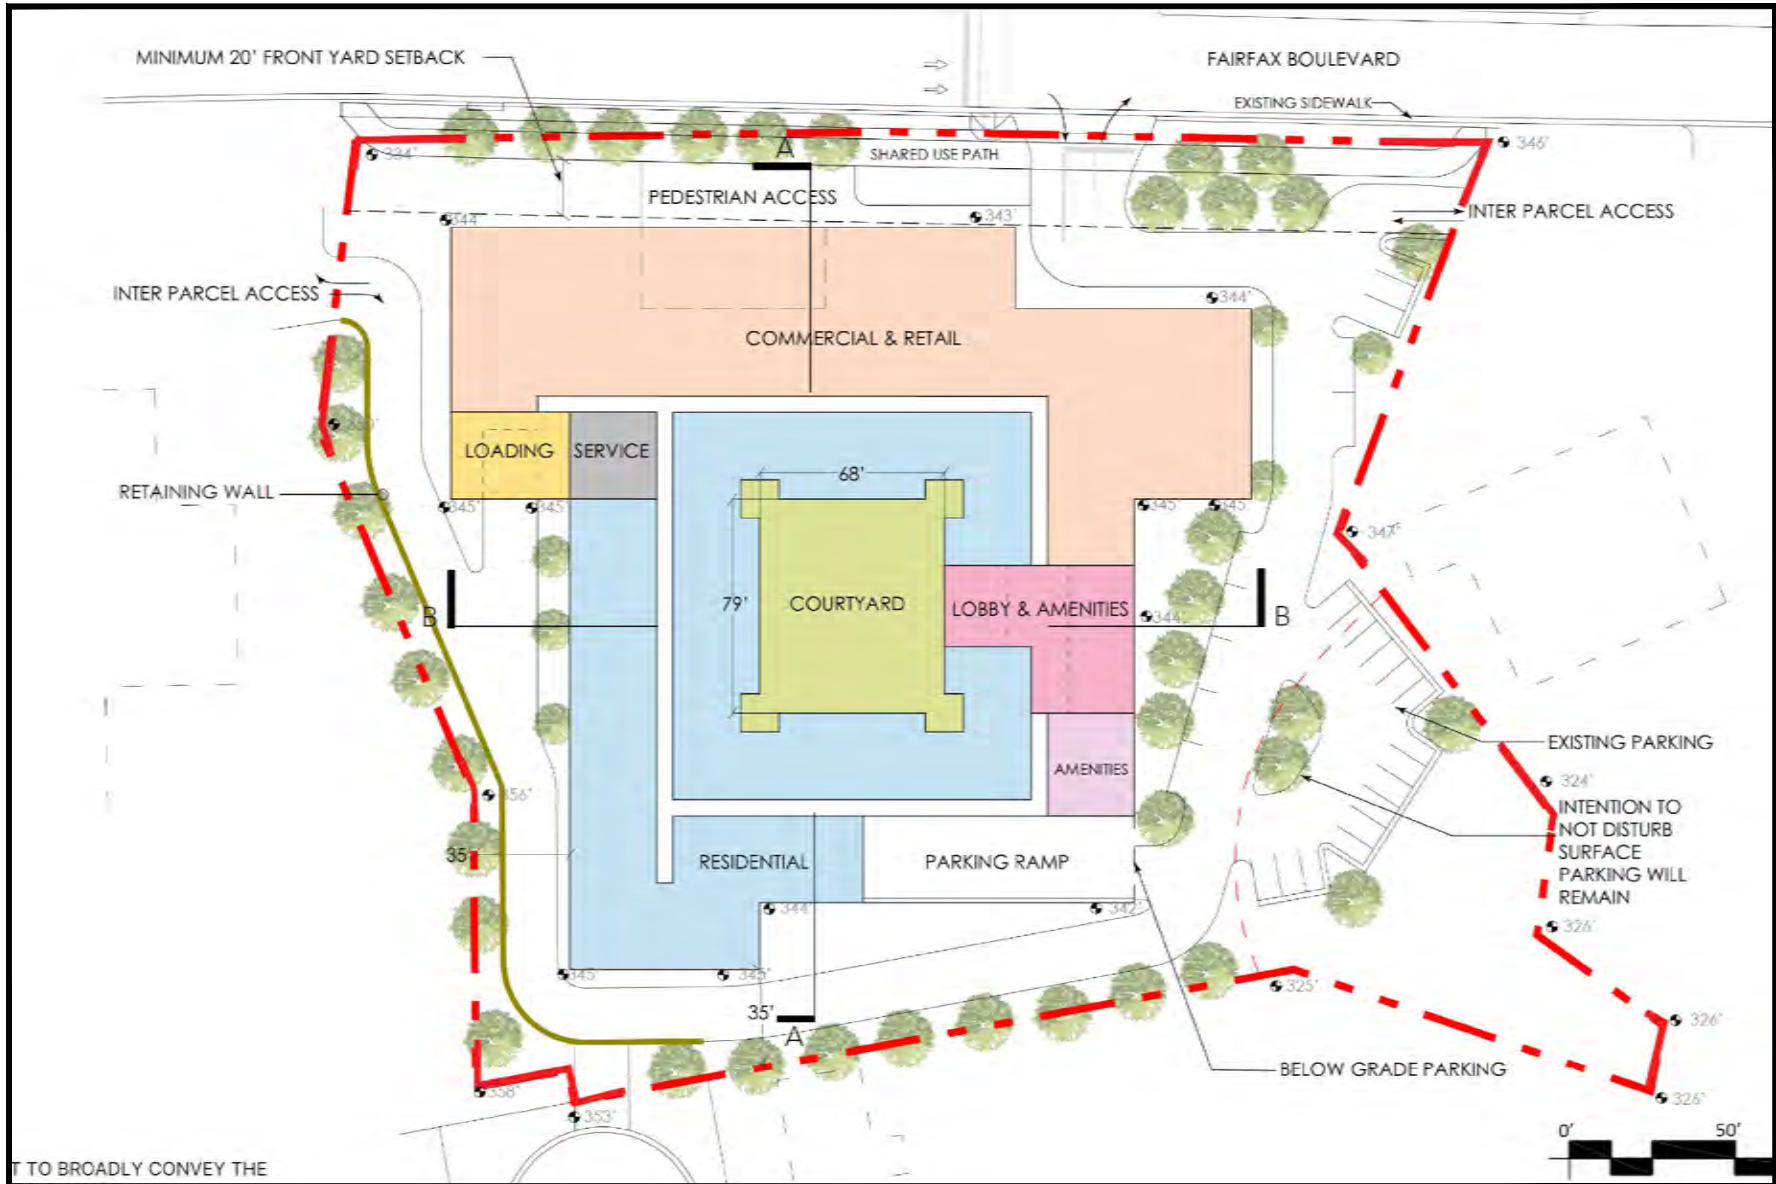 MINIMUM 20' FRONT YARD SETBACK
FAIRFAX BOULEVARD
EXISTING SIDEWALK
334'
A
SHARED USE PATH
346'
PEDESTRIAN ACCESS
344'
343'
INTER PARCEL ACCESS
INTER PARCEL ACCESS
344'
COMMERCIAL & RETAIL
LOADING
SERVICE
68'
RETAINING WALL
345'
345'
345'
345'
347'
79'
COURTYARD
LOBBY & AMENITIES
344'
B
B
EXISTING PARKING
AMENITIES
324'
356'
INTENTION TO
NOT DISTURB
SURFACE
PARKING WILL
REMAIN
35'
RESIDENTIAL
PARKING RAMP
344'
342'
326'
345'
345'
325'
35'
A
326'
BELOW GRADE PARKING
358'
326'
353'
0'
50'
T TO BROADLY CONVEY THE